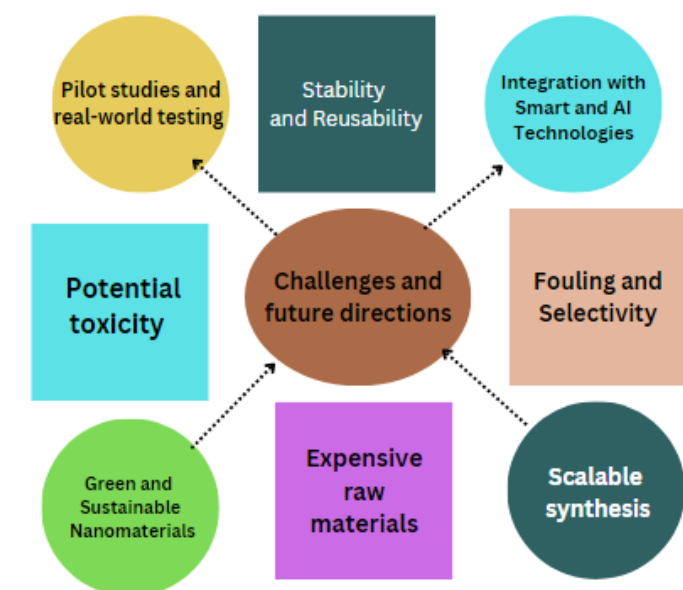 Pilot studies and
real-world testing
Stability
and Reusability
Integration with
Smart and AI
Technologies
Potential
toxicity
Challenges and
future directions
Fouling and
Selectivity
Green and
Sustainable
Nanomaterials
Expensive
raw
materials
Scalable
synthesis